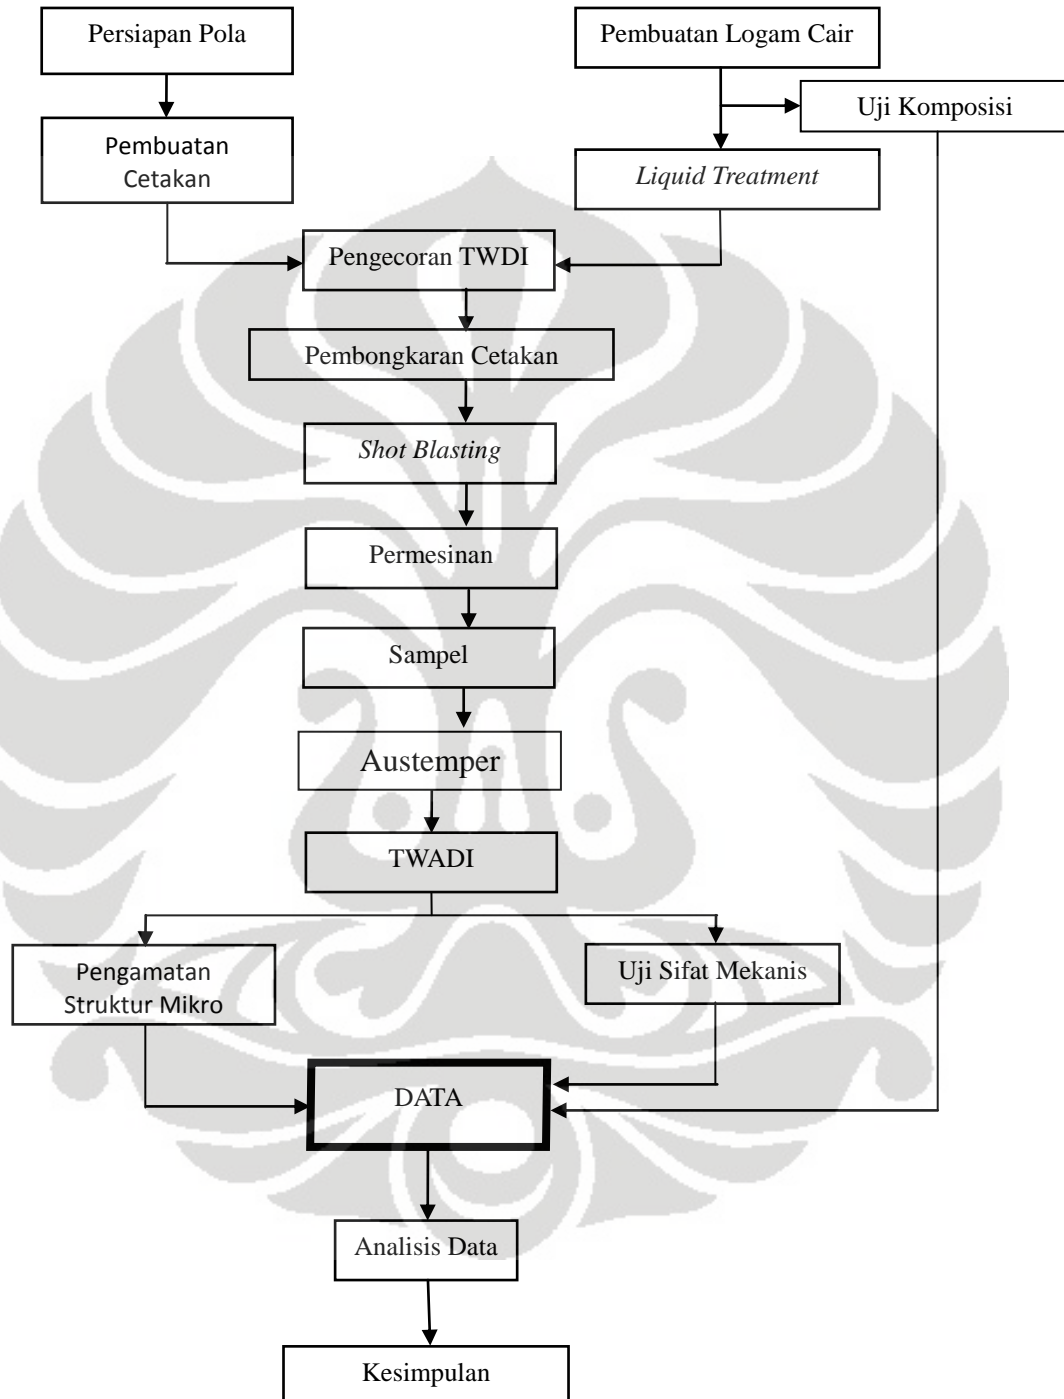 Persiapan Pola
Pembuatan Logam Cair
Uji Komposisi
Pembuatan
Cetakan
Liquid Treatment
Pengecoran TWDI
Pembongkaran Cetakan
Shot Blasting
Permesinan
Sampel
Austemper
TWADI
Pengamatan
Struktur Mikro
Uji Sifat Mekanis
DATA
Analisis Data
Kesimpulan